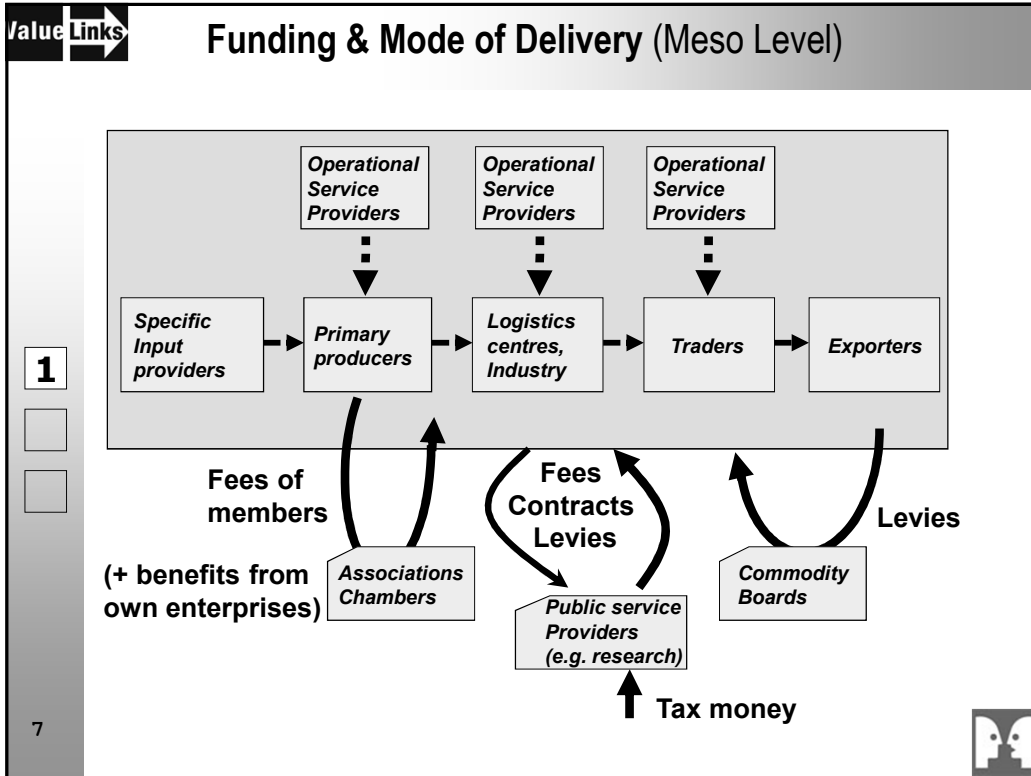 Value Links
Funding & Mode of Delivery (Meso Level)
Operational
Service
Providers
Operational
Service
Providers
Operational
Service
Providers
Specific
Input
providers
Primary
producers
Logistics
centres,
Industry
Traders
Exporters
1
Fees of
members
(+ benefits from
own enterprises)
Associations
Chambers
Fees
Contracts
Levies
Public service
Providers
(e.g. research)
Tax money
Levies
Commodity
Boards
7